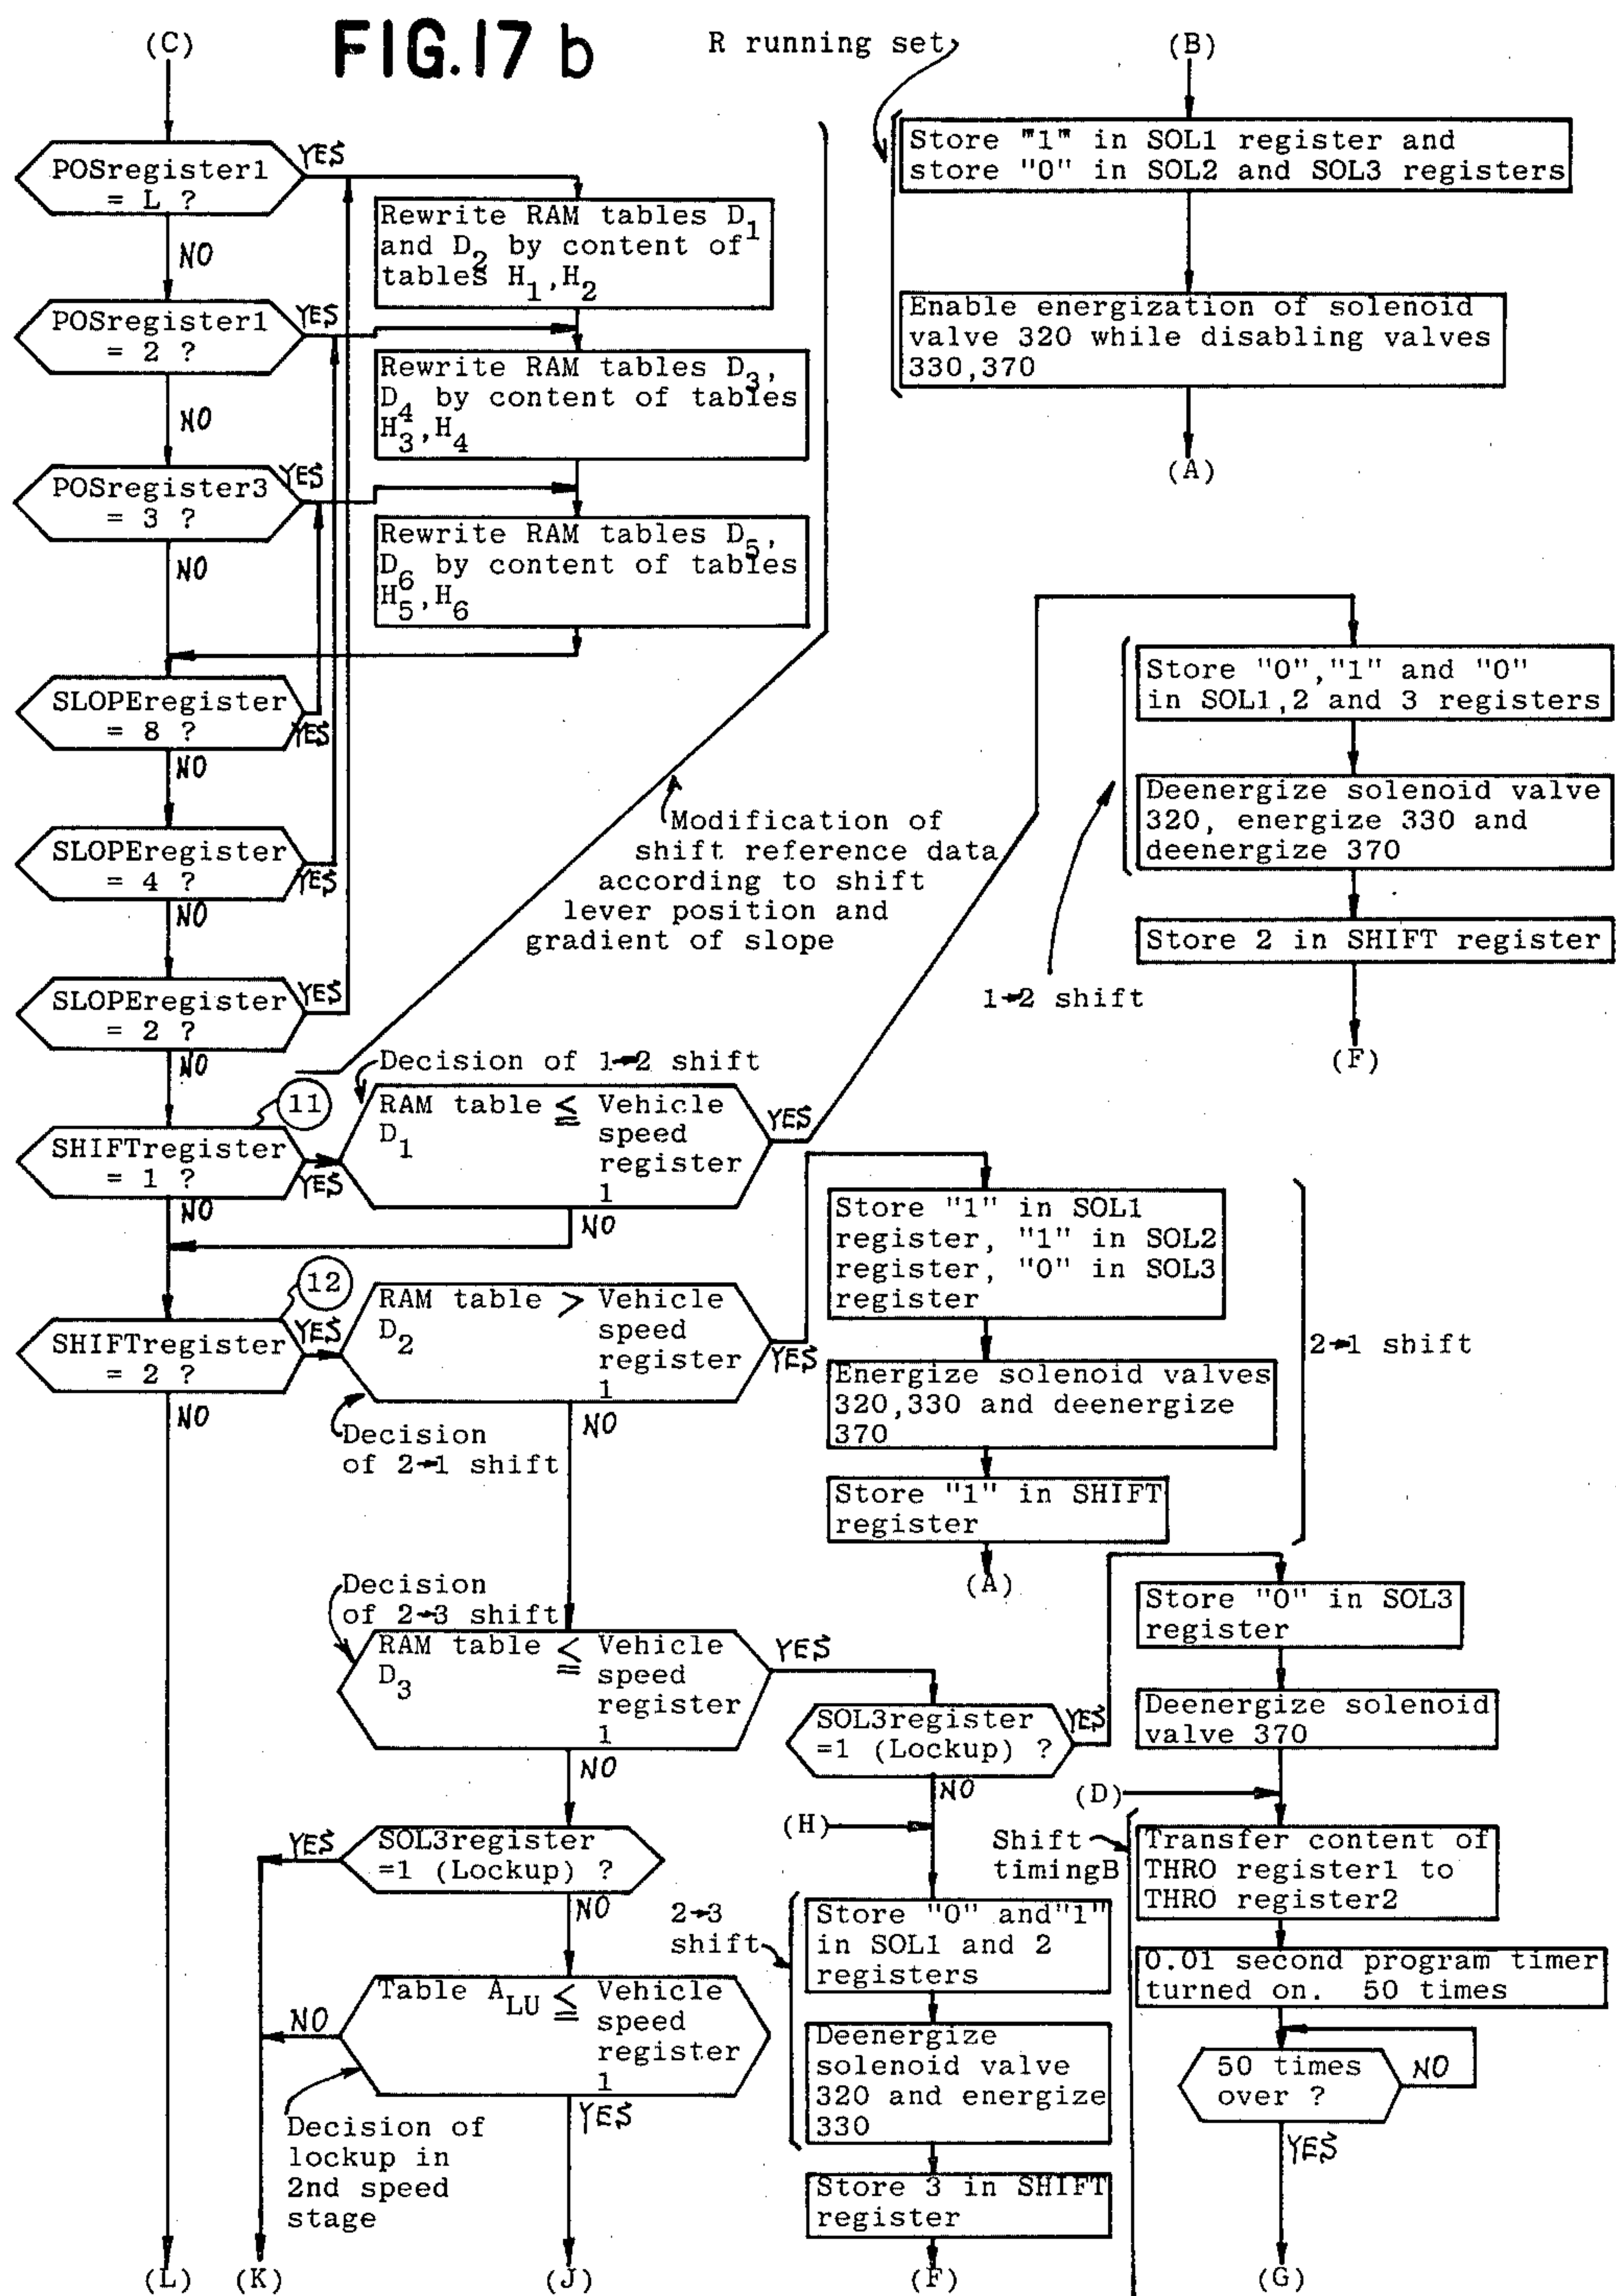 FIG.17 b
(C)
POSregister1
= L ?
YES
NO
Rewrite RAM tables D1
and D2 by content of
tables H1,H2
POSregister1
= 2 ?
YES
NO
Rewrite RAM tables D3,
D4 by content of tables
H3,H4
POSregister3
= 3 ?
YES
NO
Rewrite RAM tables D5,
D6 by content of tables
H5,H6
SLOPEregister
= 8 ?
YES
NO
SLOPEregister
= 4 ?
YES
NO
SLOPEregister
= 2 ?
YES
NO
Modification of
shift reference data
according to shift
lever position and
gradient of slope
R running set
(B)
Store "1" in SOL1 register and
store "0" in SOL2 and SOL3 registers
Enable energization of solenoid
valve 320 while disabling valves
330,370
(A)
Store "0","1" and "0"
in SOL1,2 and 3 registers
Deenergize solenoid valve
320, energize 330 and
deenergize 370
Store 2 in SHIFT register
1→2 shift
(F)
11
SHIFTregister
= 1 ?
YES
NO
Decision of 1→2 shift
RAM table ≦ Vehicle
D1 speed
register
1
YES
NO
12
SHIFTregister
= 2 ?
YES
NO
RAM table > Vehicle
D2 speed
register
1
YES
NO
Decision
of 2→1 shift
Store "1" in SOL1
register, "1" in SOL2
register, "0" in SOL3
register
Energize solenoid valves
320,330 and deenergize
370
Store "1" in SHIFT
register
2→1 shift
(A)
Decision
of 2→3 shift
RAM table ≦ Vehicle
D3 speed
register
1
YES
NO
SOL3register
=1 (Lockup) ?
YES
NO
Store "0" in SOL3
register
Deenergize solenoid
valve 370
(D)
(H)
Shift
timingB
Transfer content of
THRO register1 to
THRO register2
0.01 second program timer
turned on. 50 times
50 times
over ?
NO
YES
(G)
SOL3register
=1 (Lockup) ?
YES
NO
Table ALU ≦ Vehicle
speed
register
1
NO
YES
Decision of
lockup in
2nd speed
stage
2→3
shift
Store "0" and"1"
in SOL1 and 2
registers
Deenergize
solenoid valve
320 and energize
330
Store 3 in SHIFT
register
(L)
(K)
(J)
(F)